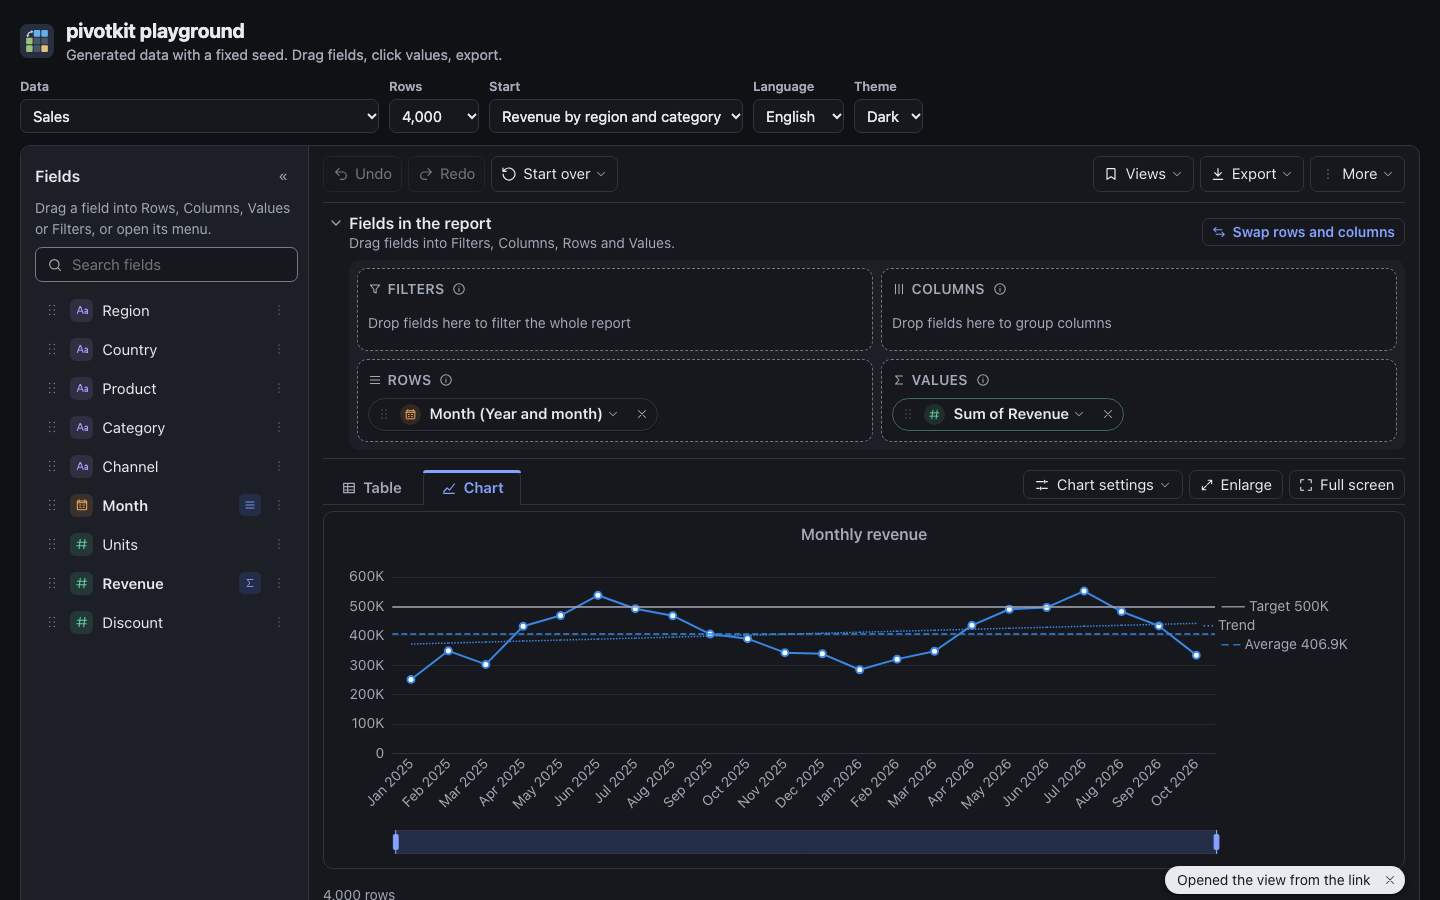 pivotkit playground
Generated data with a fixed seed. Drag fields, click values, export.
Data
Rows
Start
Language
Theme
Sales
4,000
Revenue by region and category
English
Dark
Fields
«
Drag a field into Rows, Columns, Values
or Filters, or open its menu.
Search fields
Aa Region
Aa Country
Aa Product
Aa Category
Aa Channel
Month
# Units
# Revenue Σ
# Discount
Undo
Redo
Start over
Views
Export
More
Fields in the report
Drag fields into Filters, Columns, Rows and Values.
Swap rows and columns
FILTERS
Drop fields here to filter the whole report
COLUMNS
Drop fields here to group columns
ROWS
Month (Year and month)
Σ VALUES
# Sum of Revenue
Table
Chart
Chart settings
Enlarge
Full screen
Monthly revenue
600K
500K
400K
300K
200K
100K
0
Target 500K
Trend
Average 406.9K
Jan 2025
Feb 2025
Mar 2025
Apr 2025
May 2025
Jun 2025
Jul 2025
Aug 2025
Sep 2025
Oct 2025
Nov 2025
Dec 2025
Jan 2026
Feb 2026
Mar 2026
Apr 2026
May 2026
Jun 2026
Jul 2026
Aug 2026
Sep 2026
Oct 2026
4,000 rows
Opened the view from the link